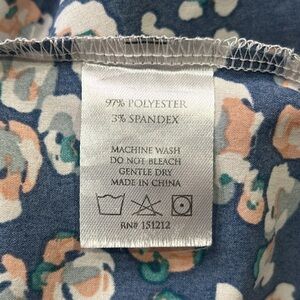 97% POLYESTER
3% SPANDEX
MACHINE WASH
DO NOT BLEACH
GENTLE DRY
MADE IN CHINA
RN# 151212